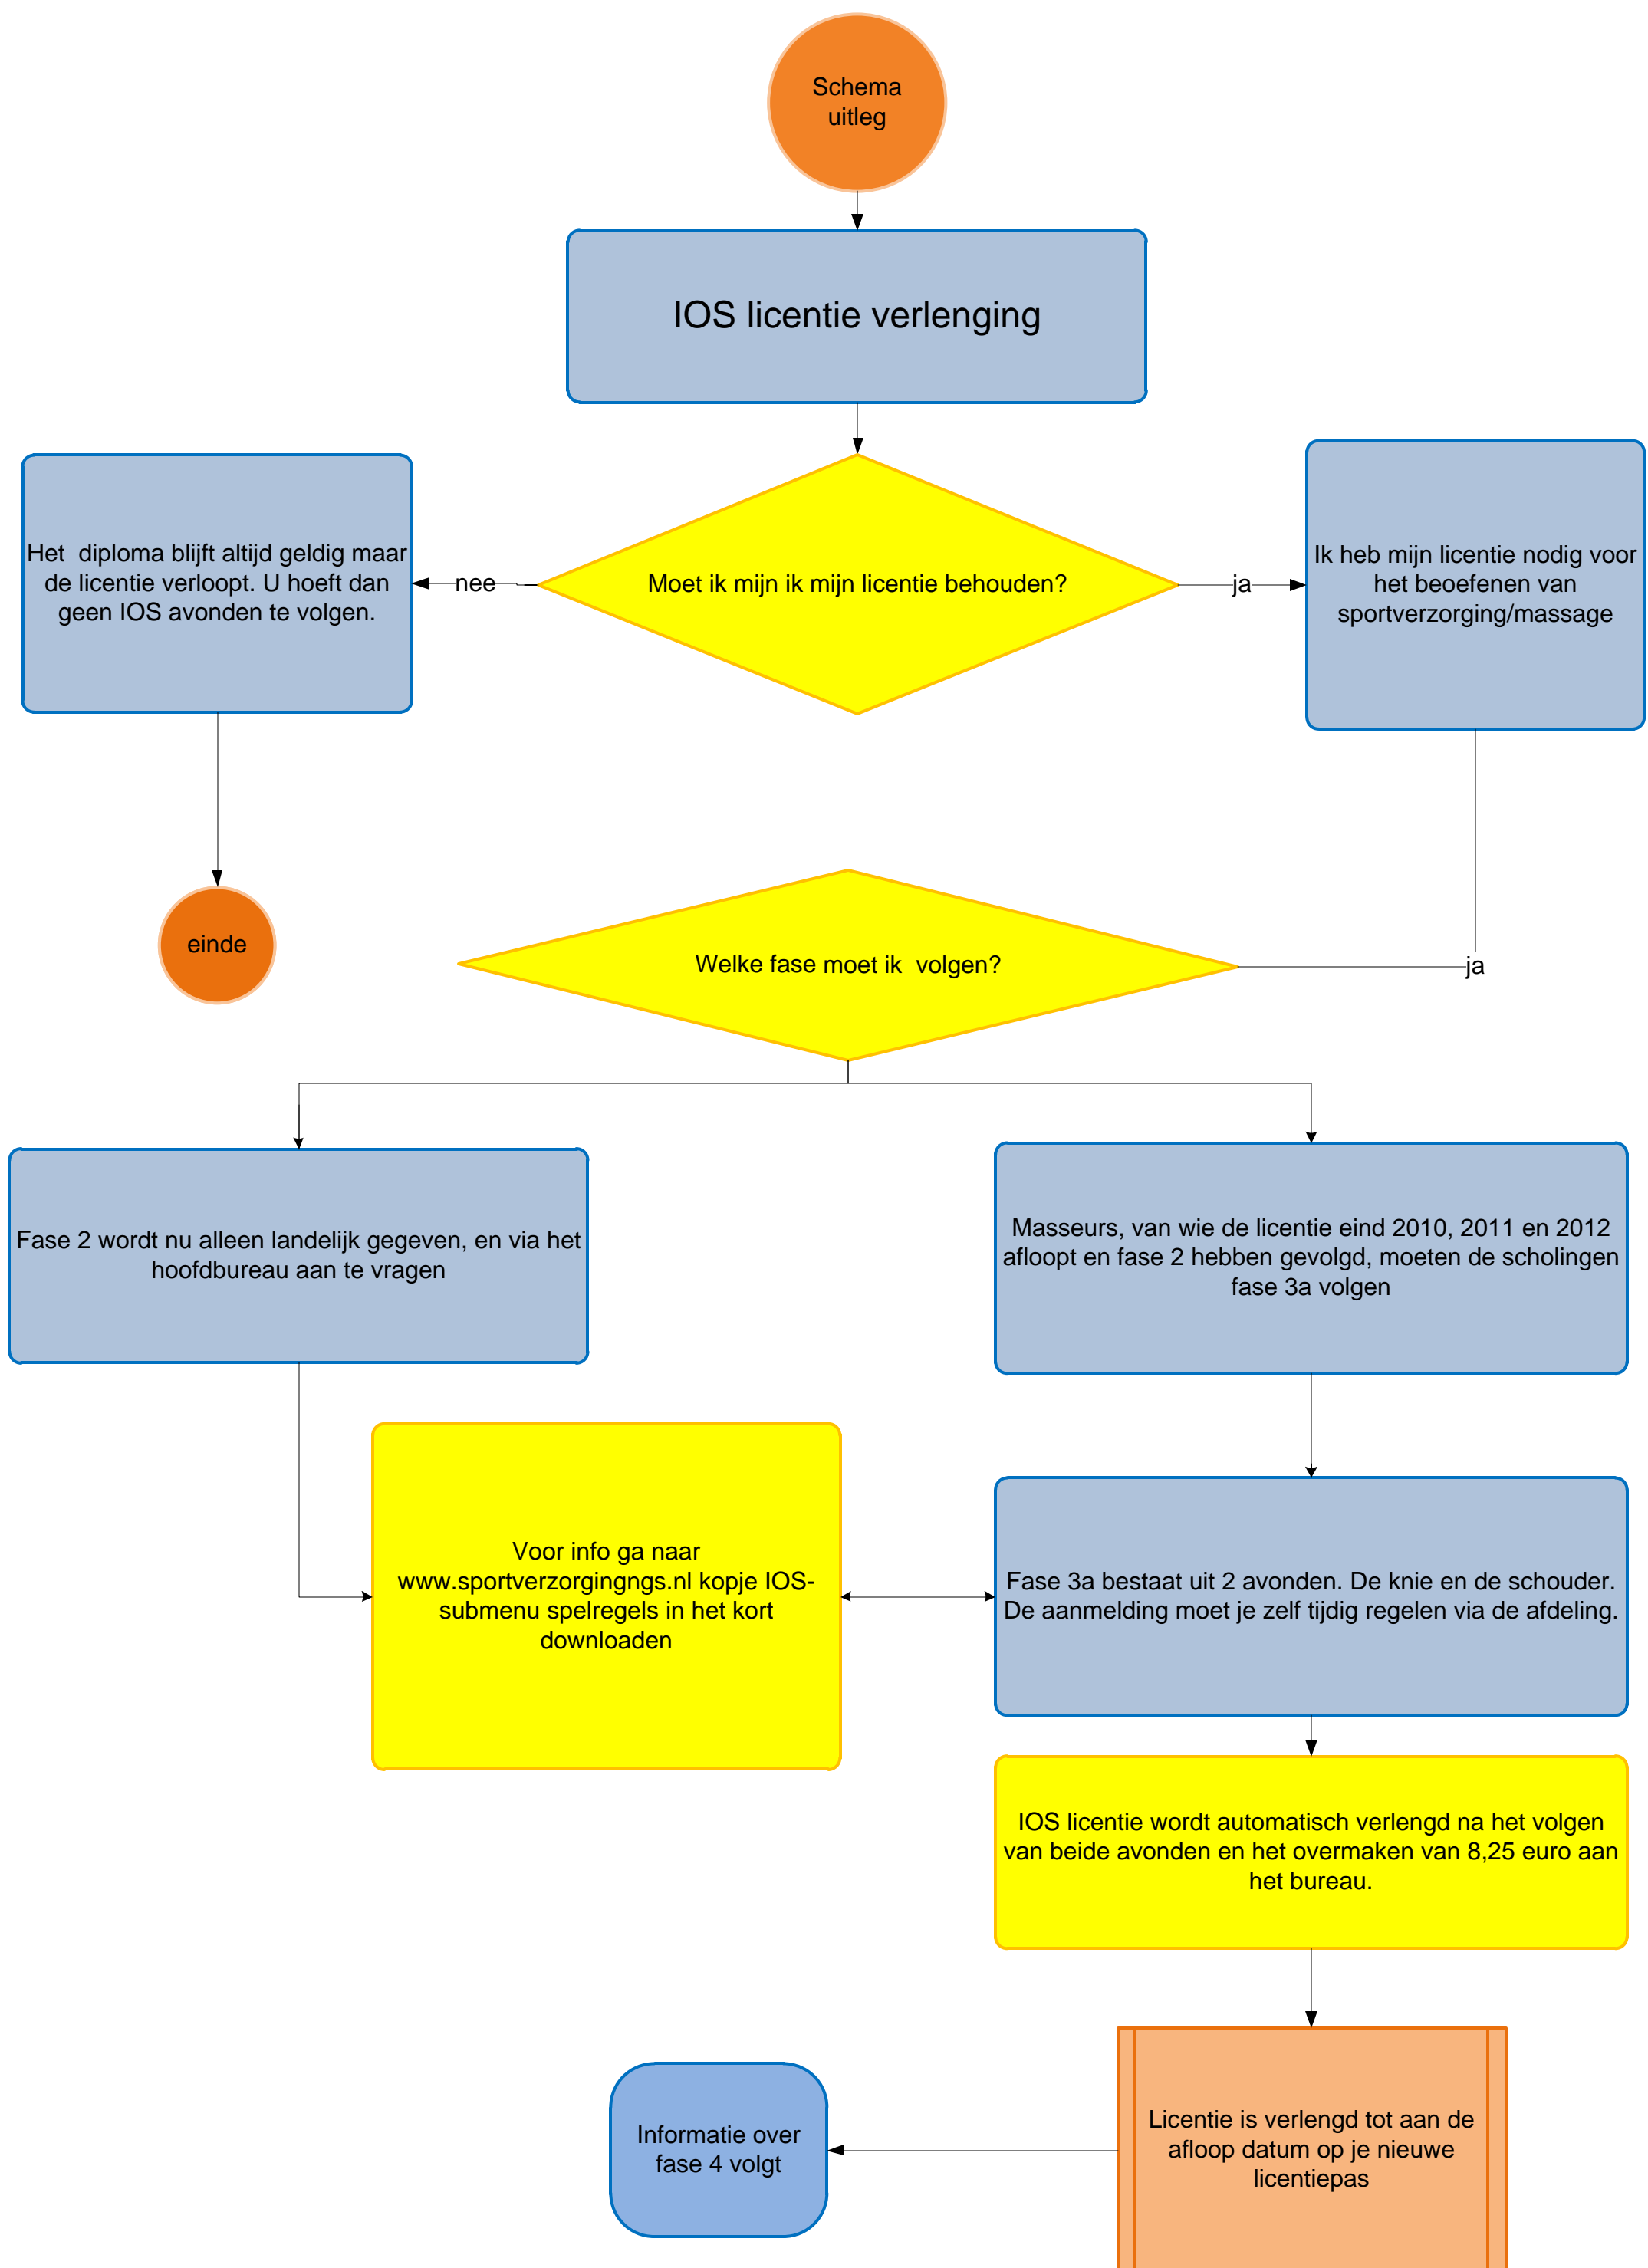 Schema
uitleg
IOS licentie verlenging
Het diploma blijft altijd geldig maar
de licentie verloopt. U hoeft dan
geen IOS avonden te volgen.
nee
Moet ik mijn ik mijn licentie behouden?
ja
Ik heb mijn licentie nodig voor
het beoefenen van
sportverzorging/massage
einde
Welke fase moet ik volgen?
ja
Fase 2 wordt nu alleen landelijk gegeven, en via het
hoofdbureau aan te vragen
Masseurs, van wie de licentie eind 2010, 2011 en 2012
afloopt en fase 2 hebben gevolgd, moeten de scholingen
fase 3a volgen
Voor info ga naar
www.sportverzorgingngs.nl kopje IOS-
submenu spelregels in het kort
downloaden
Fase 3a bestaat uit 2 avonden. De knie en de schouder.
De aanmelding moet je zelf tijdig regelen via de afdeling.
IOS licentie wordt automatisch verlengd na het volgen
van beide avonden en het overmaken van 8,25 euro aan
het bureau.
Informatie over
fase 4 volgt
Licentie is verlengd tot aan de
afloop datum op je nieuwe
licentiepas